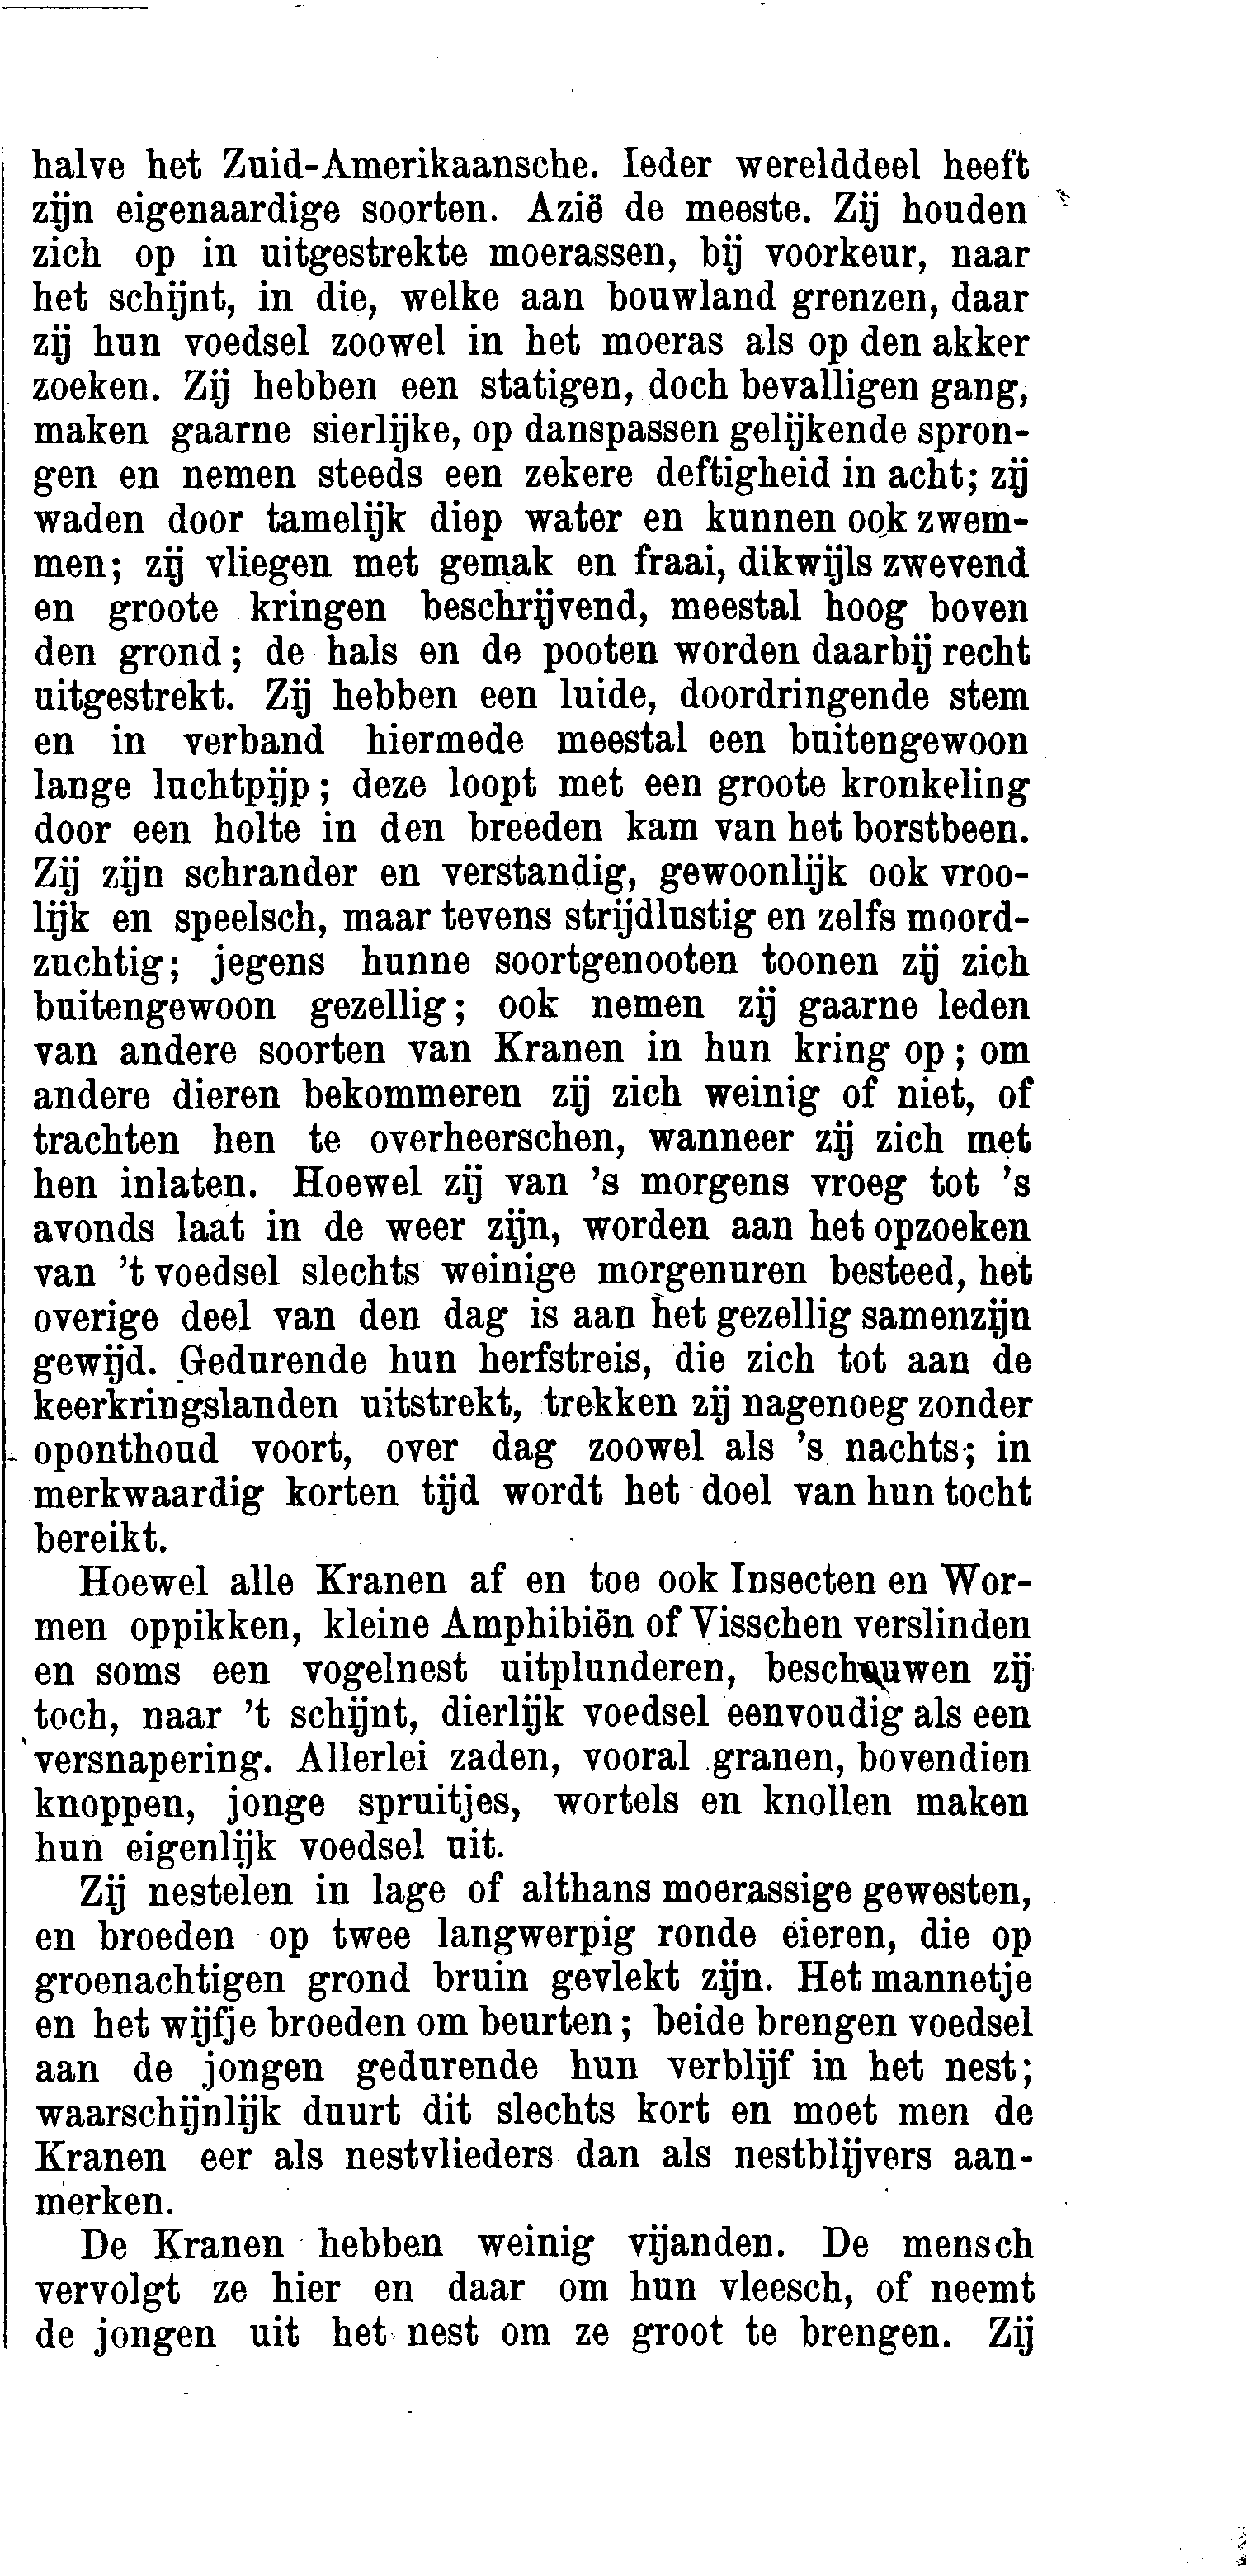 halve het Zuid-Amerikaansche. Ieder werelddeel heeft
zijn eigenaardige soorten. Azië de meeste. Zij houden
zich op in uitgestrekte moerassen, bij voorkeur, naar
het schijnt, in die, welke aan bouwland grenzen, daar
zij hun voedsel zoowel in het moeras als op den akker
zoeken. Zij hebben een statigen, doch bevalligen gang,
maken gaarne sierlijke, op danspassen gelijkende spron-
gen en nemen steeds een zekere deftigheid in acht; zij
waden door tamelijk diep water en kunnen ook zwem-
men; zij vliegen met gemak en fraai, dikwijls zwevend
en groote kringen beschrijvend, meestal hoog boven
den grond; de hals en de pooten worden daarbij recht
uitgestrekt. Zij hebben een luide, doordringende stem
en in verband hiermede meestal een buitengewoon
lange luchtpijp; deze loopt met een groote kronkeling
door een holte in den breeden kam van het borstbeen.
Zij zijn schrander en verstandig, gewoonlijk ook vroo-
lijk en speelsch, maar tevens strijdlustig en zelfs moord-
zuchtig; jegens hunne soortgenooten toonen zij zich
buitengewoon gezellig; ook nemen zij gaarne leden
van andere soorten van Kranen in hun kring op; om
andere dieren bekommeren zij zich weinig of niet, of
trachten hen te overheerschen, wanneer zij zich met
hen inlaten. Hoewel zij van 's morgens vroeg tot 's
avonds laat in de weer zijn, worden aan het opzoeken
van 't voedsel slechts weinige morgenuren besteed, het
overige deel van den dag is aan het gezellig samenzijn
gewijd. Gedurende hun herfstreis, die zich tot aan de
keerkringslanden uitstrekt, trekken zij nagenoeg zonder
oponthoud voort, over dag zoowel als 's nachts; in
merkwaardig korten tijd wordt het doel van hun tocht
bereikt.
Hoewel alle Kranen af en toe ook Insecten en Wor-
men oppikken, kleine Amphibiën of Visschen verslinden
en soms een vogelnest uitplunderen, beschouwen zij
toch, naar 't schijnt, dierlijk voedsel eenvoudig als een
versnapering. Allerlei zaden, vooral granen, bovendien
knoppen, jonge spruitjes, wortels en knollen maken
hun eigenlijk voedsel uit.
Zij nestelen in lage of althans moerassige gewesten,
en broeden op twee langwerpig ronde eieren, die op
groenachtigen grond bruin gevlekt zijn. Het mannetje
en het wijfje broeden om beurten; beide brengen voedsel
aan de jongen gedurende hun verblijf in het nest;
waarschijnlijk duurt dit slechts kort en moet men de
Kranen eer als nestvlieders dan als nestblijvers aan-
merken.
De Kranen hebben weinig vijanden. De mensch
vervolgt ze hier en daar om hun vleesch, of neemt
de jongen uit het nest om ze groot te brengen. Zij